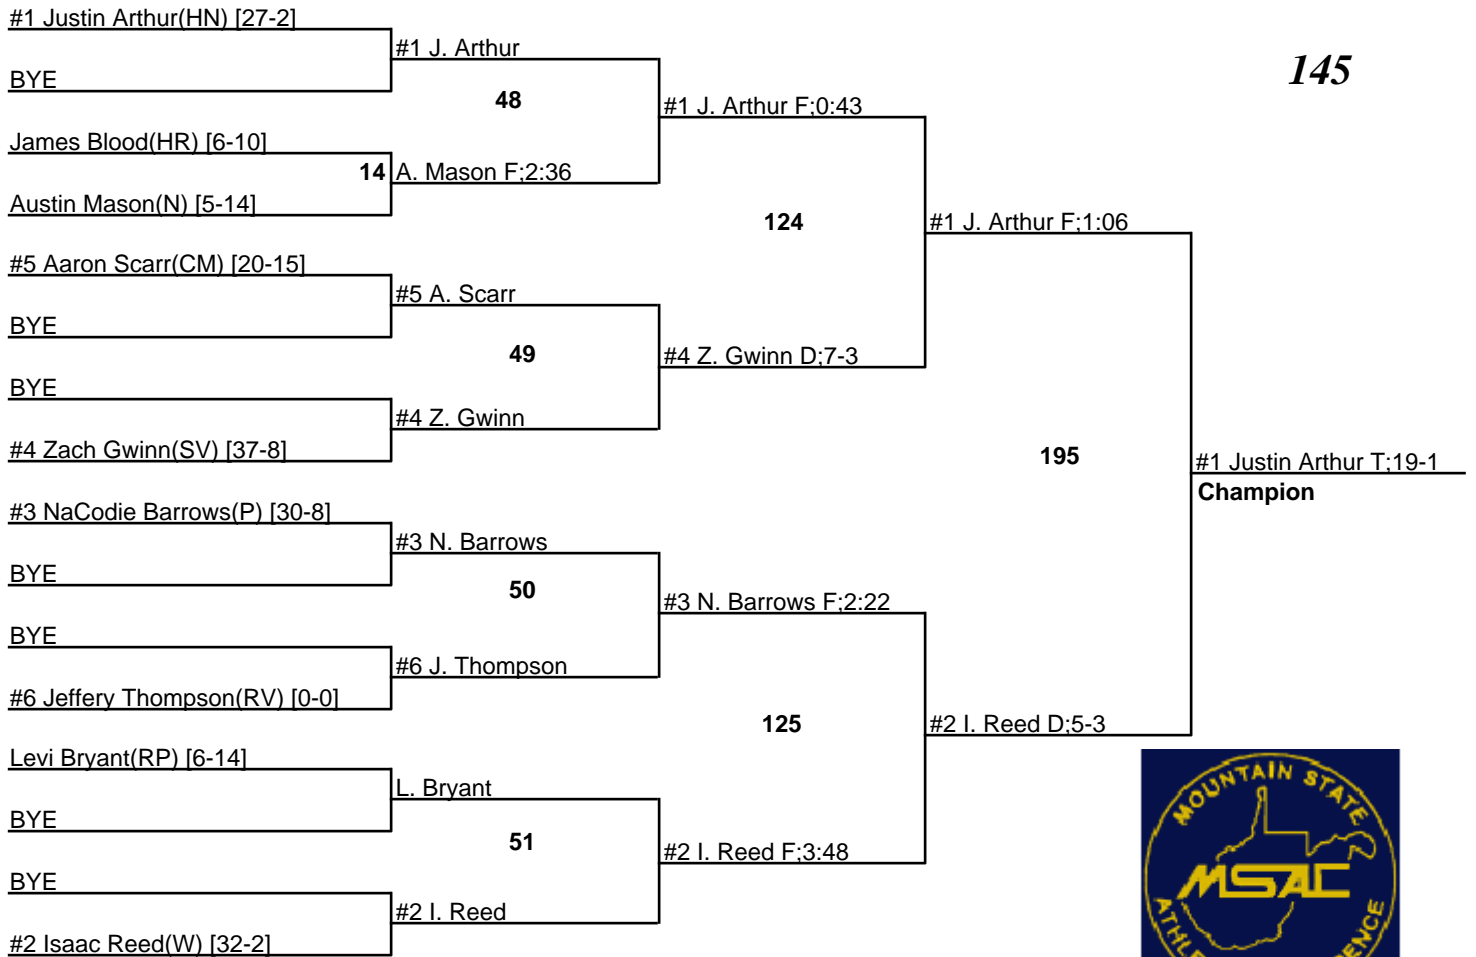 #1 Justin Arthur(HN) [27-2]
#1 J. Arthur
BYE
145
48
#1 J. Arthur F;0:43
James Blood(HR) [6-10]
14
A. Mason F;2:36
Austin Mason(N) [5-14]
124
#1 J. Arthur F;1:06
#5 Aaron Scarr(CM) [20-15]
#5 A. Scarr
BYE
49
#4 Z. Gwinn D;7-3
BYE
#4 Z. Gwinn
#4 Zach Gwinn(SV) [37-8]
195
#1 Justin Arthur T;19-1
Champion
#3 NaCodie Barrows(P) [30-8]
#3 N. Barrows
BYE
50
#3 N. Barrows F;2:22
BYE
#6 J. Thompson
#6 Jeffery Thompson(RV) [0-0]
125
#2 I. Reed D;5-3
Levi Bryant(RP) [6-14]
L. Bryant
BYE
51
#2 I. Reed F;3:48
BYE
#2 I. Reed
#2 Isaac Reed(W) [32-2]
MOUNTAIN STATE
MSAC